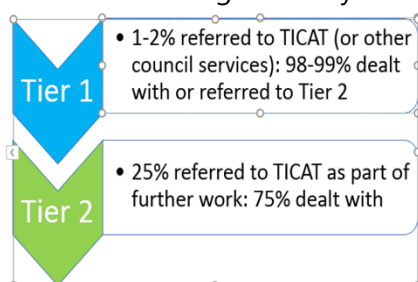 Tier 1
• 1-2% referred to TICAT (or other
council services): 98-99% dealt
with or referred to Tier 2
Tier 2
• 25% referred to TICAT as part of
further work: 75% dealt with